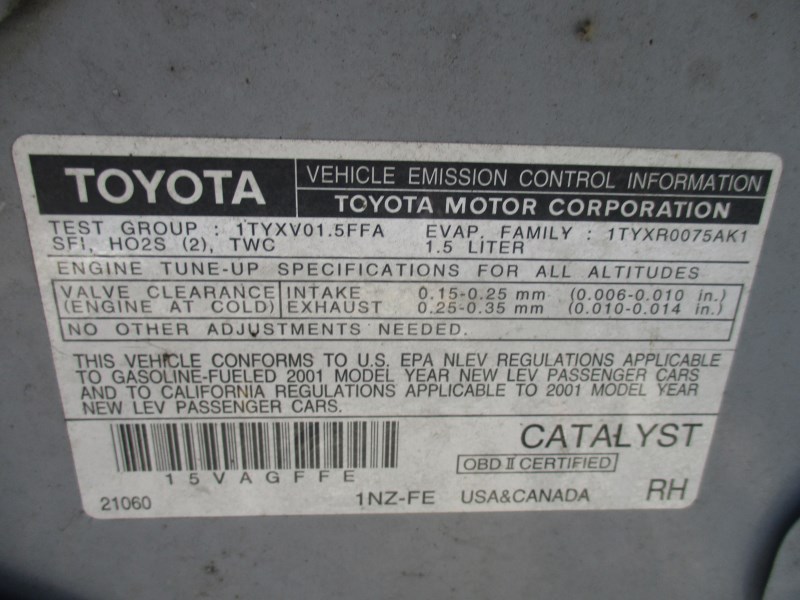 TOYOTA
VEHICLE EMISSION CONTROL INFORMATION
TOYOTA MOTOR CORPORATION
TEST GROUP : 1TYXV01.5FFA EVAP. FAMILY : 1TYXR0075AK1
SFI, HO2S (2), TWC 1.5 LITER
ENGINE TUNE-UP SPECIFICATIONS FOR ALL ALTITUDES
VALVE CLEARANCE INTAKE 0.15-0.25 mm (0.006-0.010 in.)
(ENGINE AT COLD) EXHAUST 0.25-0.35 mm (0.010-0.014 in.)
NO OTHER ADJUSTMENTS NEEDED.
THIS VEHICLE CONFORMS TO U.S. EPA NLEV REGULATIONS APPLICABLE
TO GASOLINE-FUELED 2001 MODEL YEAR NEW LEV PASSENGER CARS
AND TO CALIFORNIA REGULATIONS APPLICABLE TO 2001 MODEL YEAR
NEW LEV PASSENGER CARS.
CATALYST
OBD II CERTIFIED
15VAGFFE
21060 1NZ-FE USA&CANADA RH